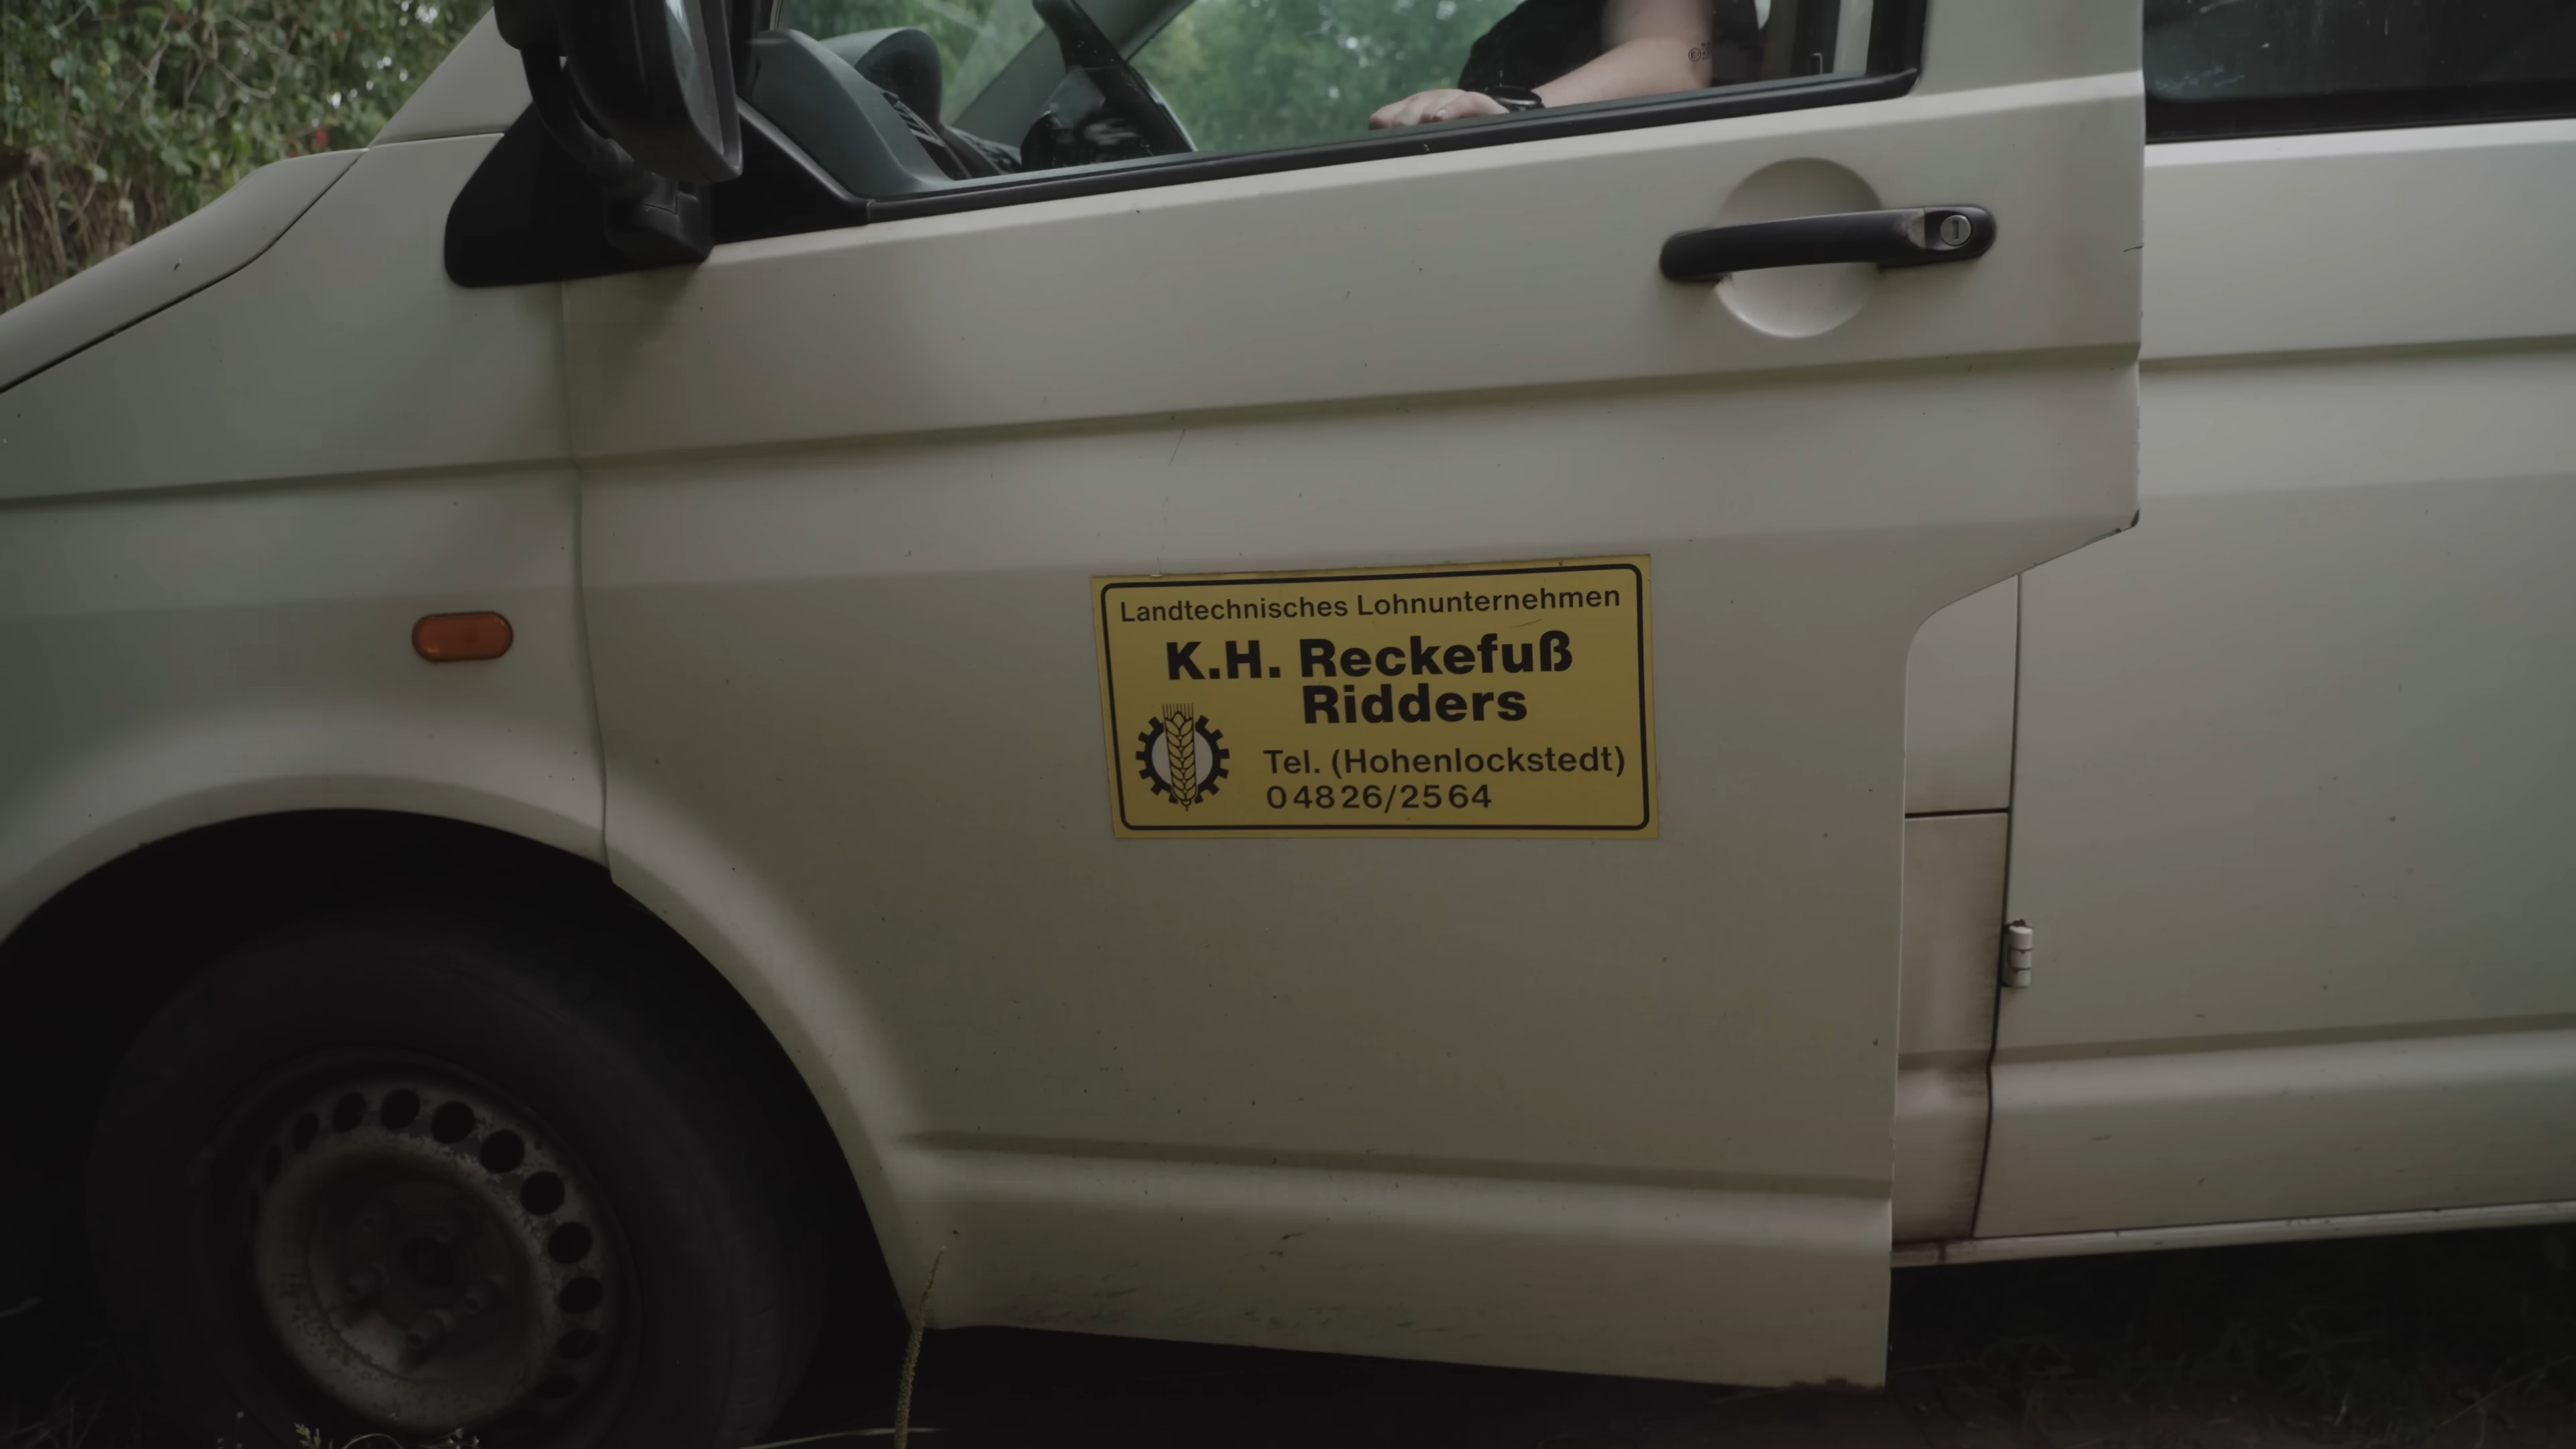 Landtechnisches Lohnunternehmen
K.H. Reckefuß
Ridders
Tel. (Hohenlockstedt)
04826/2564